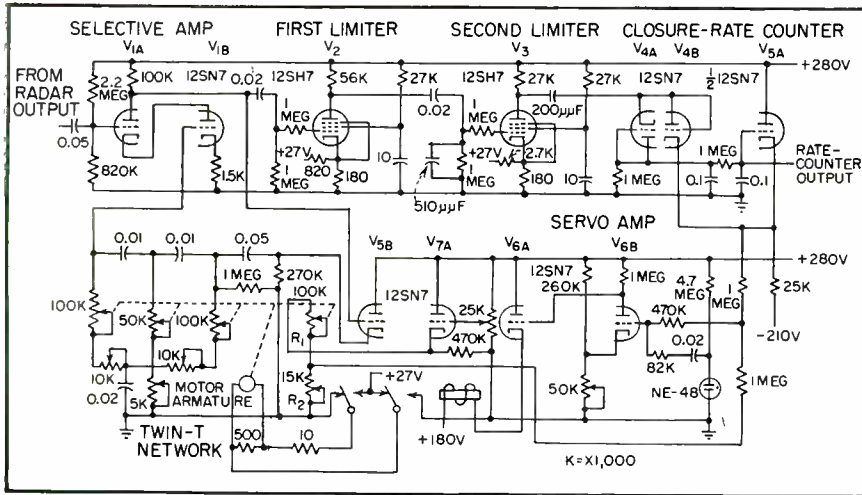 SELECTIVE AMP FIRST LIMITER SECOND LIMITER CLOSURE-RATE COUNTER
V1A V1B V2 V3 V4A V4B V5A
+280V
100K 12SN7 0.02 12SH7 56K 27K 12SH7 27K 27K 12SN7 1/2 12SN7
FROM RADAR OUTPUT
2.2 MEG
1 MEG
0.02
1 MEG
200µµF
1 MEG
RATE-COUNTER OUTPUT
0.05
820K
1.5K
1 MEG
+27V
820
180
10
510µµF
+27V
1 MEG
2.7K
180
10
1 MEG
0.1
0.1
SERVO AMP
0.01 0.01 0.05
V5B V7A V6A V6B
+280V
1 MEG
270K
100K
12SN7
25K
12SN7
260K
1 MEG
4.7 MEG
1 MEG
25K
100K
50K
100K
R1
470K
470K
-210V
10K
10K
0.02
5K
MOTOR ARMATURE
15K
R2
+27V
82K
0.02
50K
NE-48
1 MEG
TWIN-T NETWORK
500
10
+180V
K=X1,000